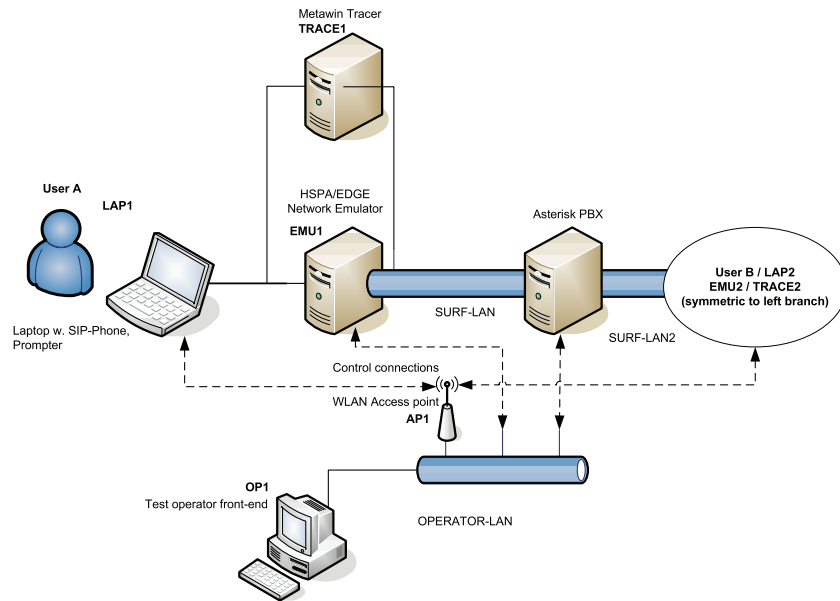 Metawin Tracer
TRACE1
User A
LAP1
HSPA/EDGE
Network Emulator
EMU1
Asterisk PBX
User B / LAP2
EMU2 / TRACE2
(symmetric to left branch)
SURF-LAN
SURF-LAN2
Laptop w. SIP-Phone,
Prompter
Control connections
WLAN Access point
AP1
OP1
Test operator front-end
OPERATOR-LAN